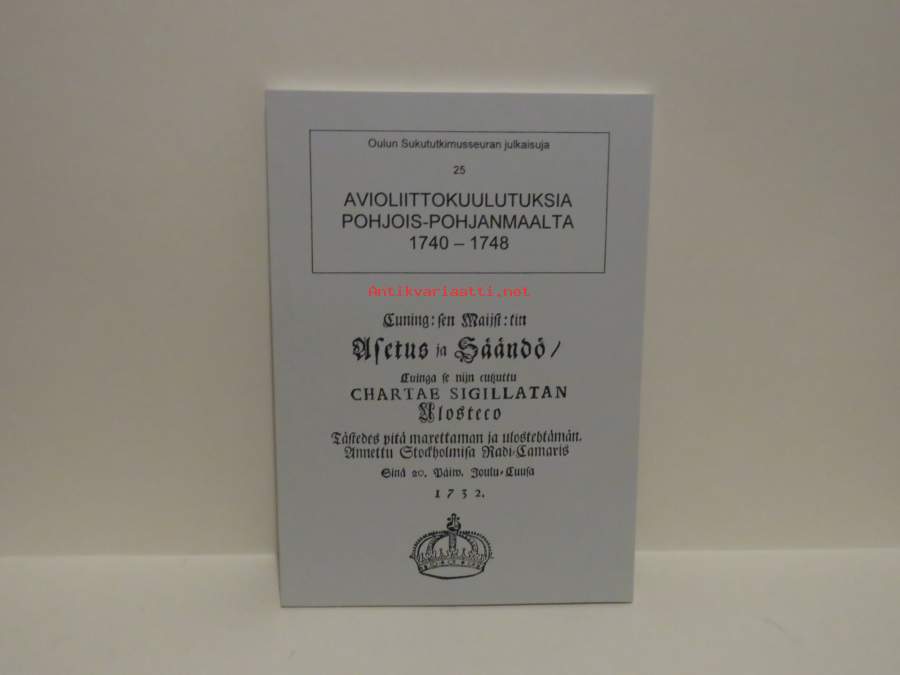 Oulun Sukututkimusseuran julkaisuja
25
AVIOLIITTOKUULUTUKSIA
POHJOIS-POHJANMAALTA
1740 – 1748
Antikvariaatti.net
Cuning:sen Maijst:tin
Asetus ja Säändö/
Cuinga se nijn cutzuttu
CHARTAE SIGILLATAN
Ulosteco
Tästedes pitä marettaman ja ulostehtämän.
Annettu Stockholmisa Radi-Camaris
Sinä 20. Päiw. Joulu-Cuusa
1732.